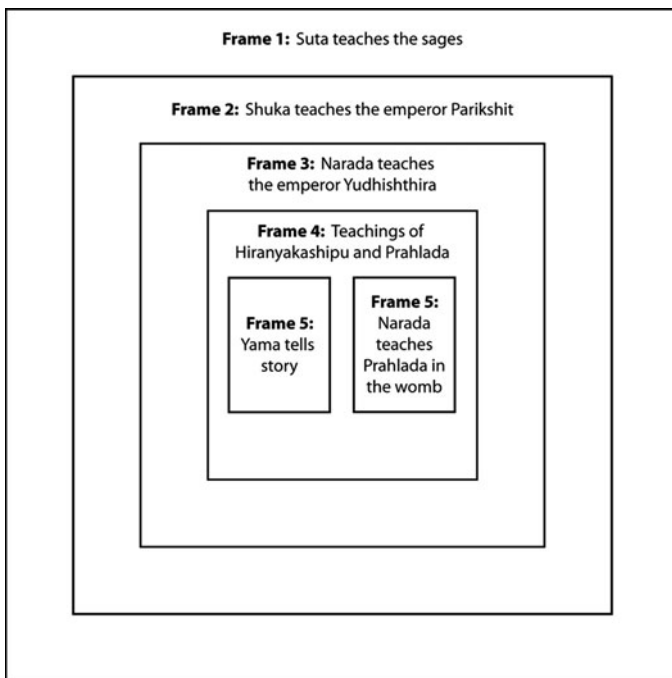 Frame 1: Suta teaches the sages
Frame 2: Shuka teaches the emperor Parikshit
Frame 3: Narada teaches
the emperor Yudhishthira
Frame 4: Teachings of
Hiranyakashipu and Prahlada
Frame 5:
Yama tells
story
Frame 5:
Narada
teaches
Prahlada in
the womb